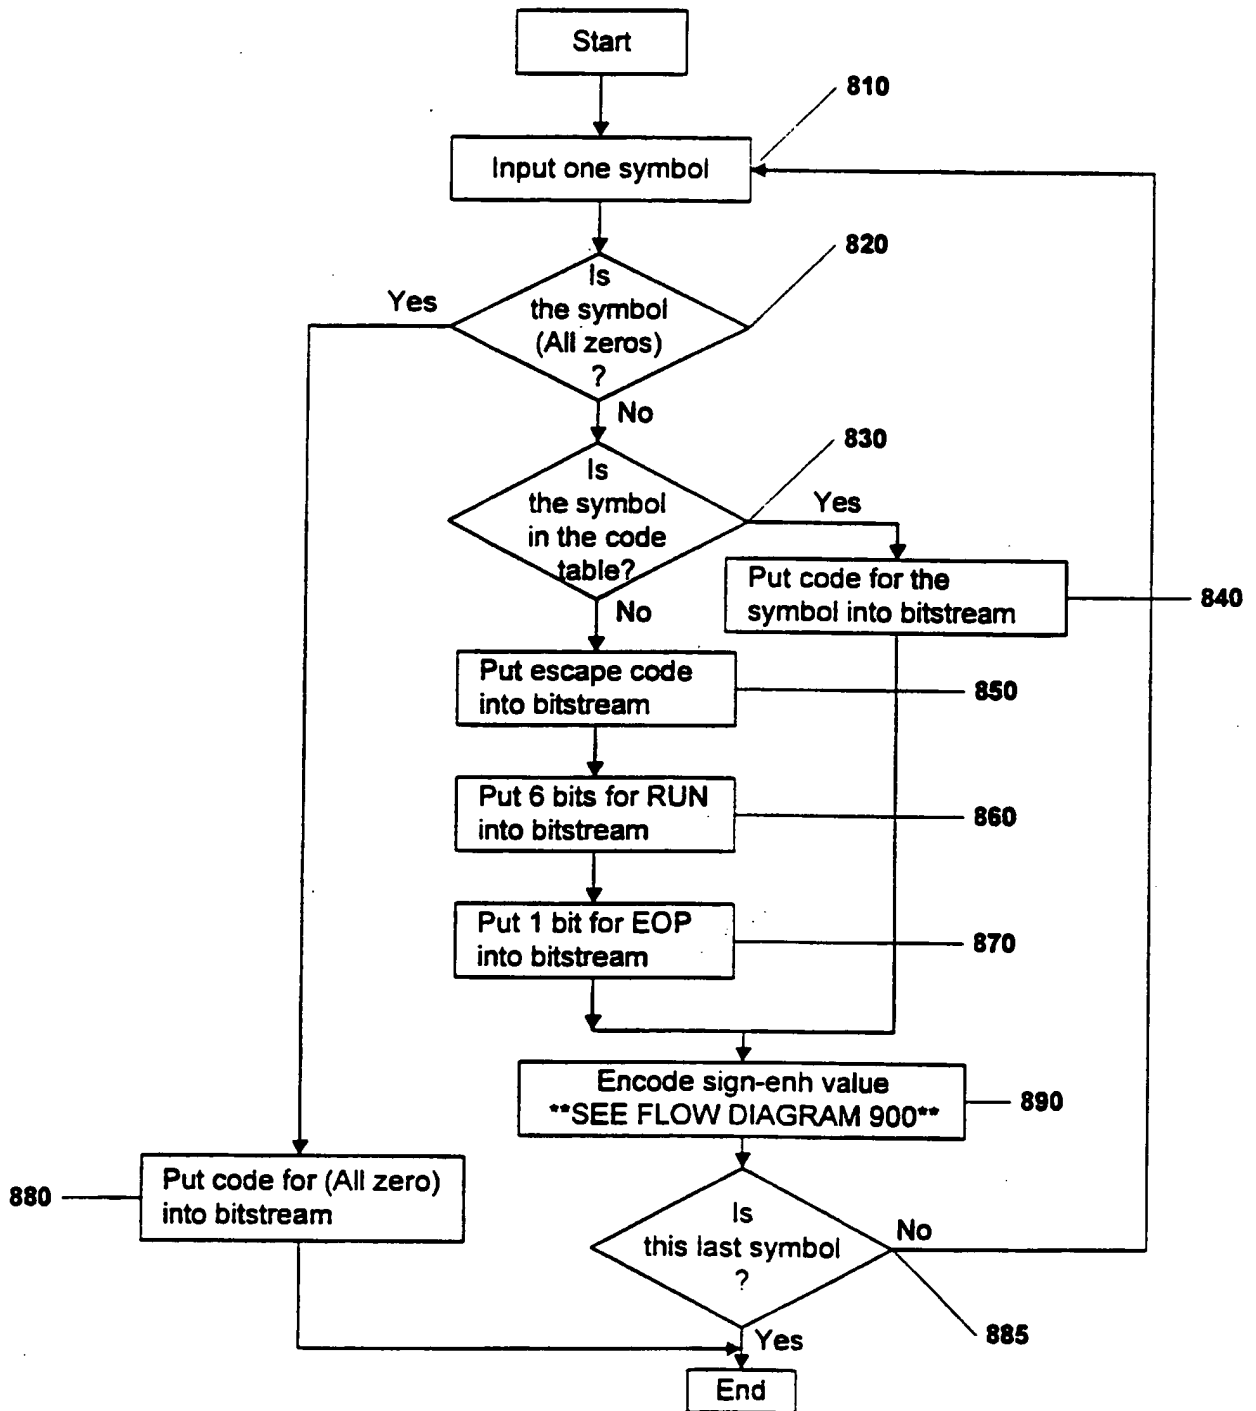 Start
810
Input one symbol
820
Is
the symbol
(All zeros)
?
Yes
No
830
Is
the symbol
in the code
table?
Yes
No
Put code for the
symbol into bitstream
840
Put escape code
into bitstream
850
Put 6 bits for RUN
into bitstream
860
Put 1 bit for EOP
into bitstream
870
Encode sign-enh value
**SEE FLOW DIAGRAM 900**
890
880
Put code for (All zero)
into bitstream
Is
this last symbol
?
No
885
Yes
End